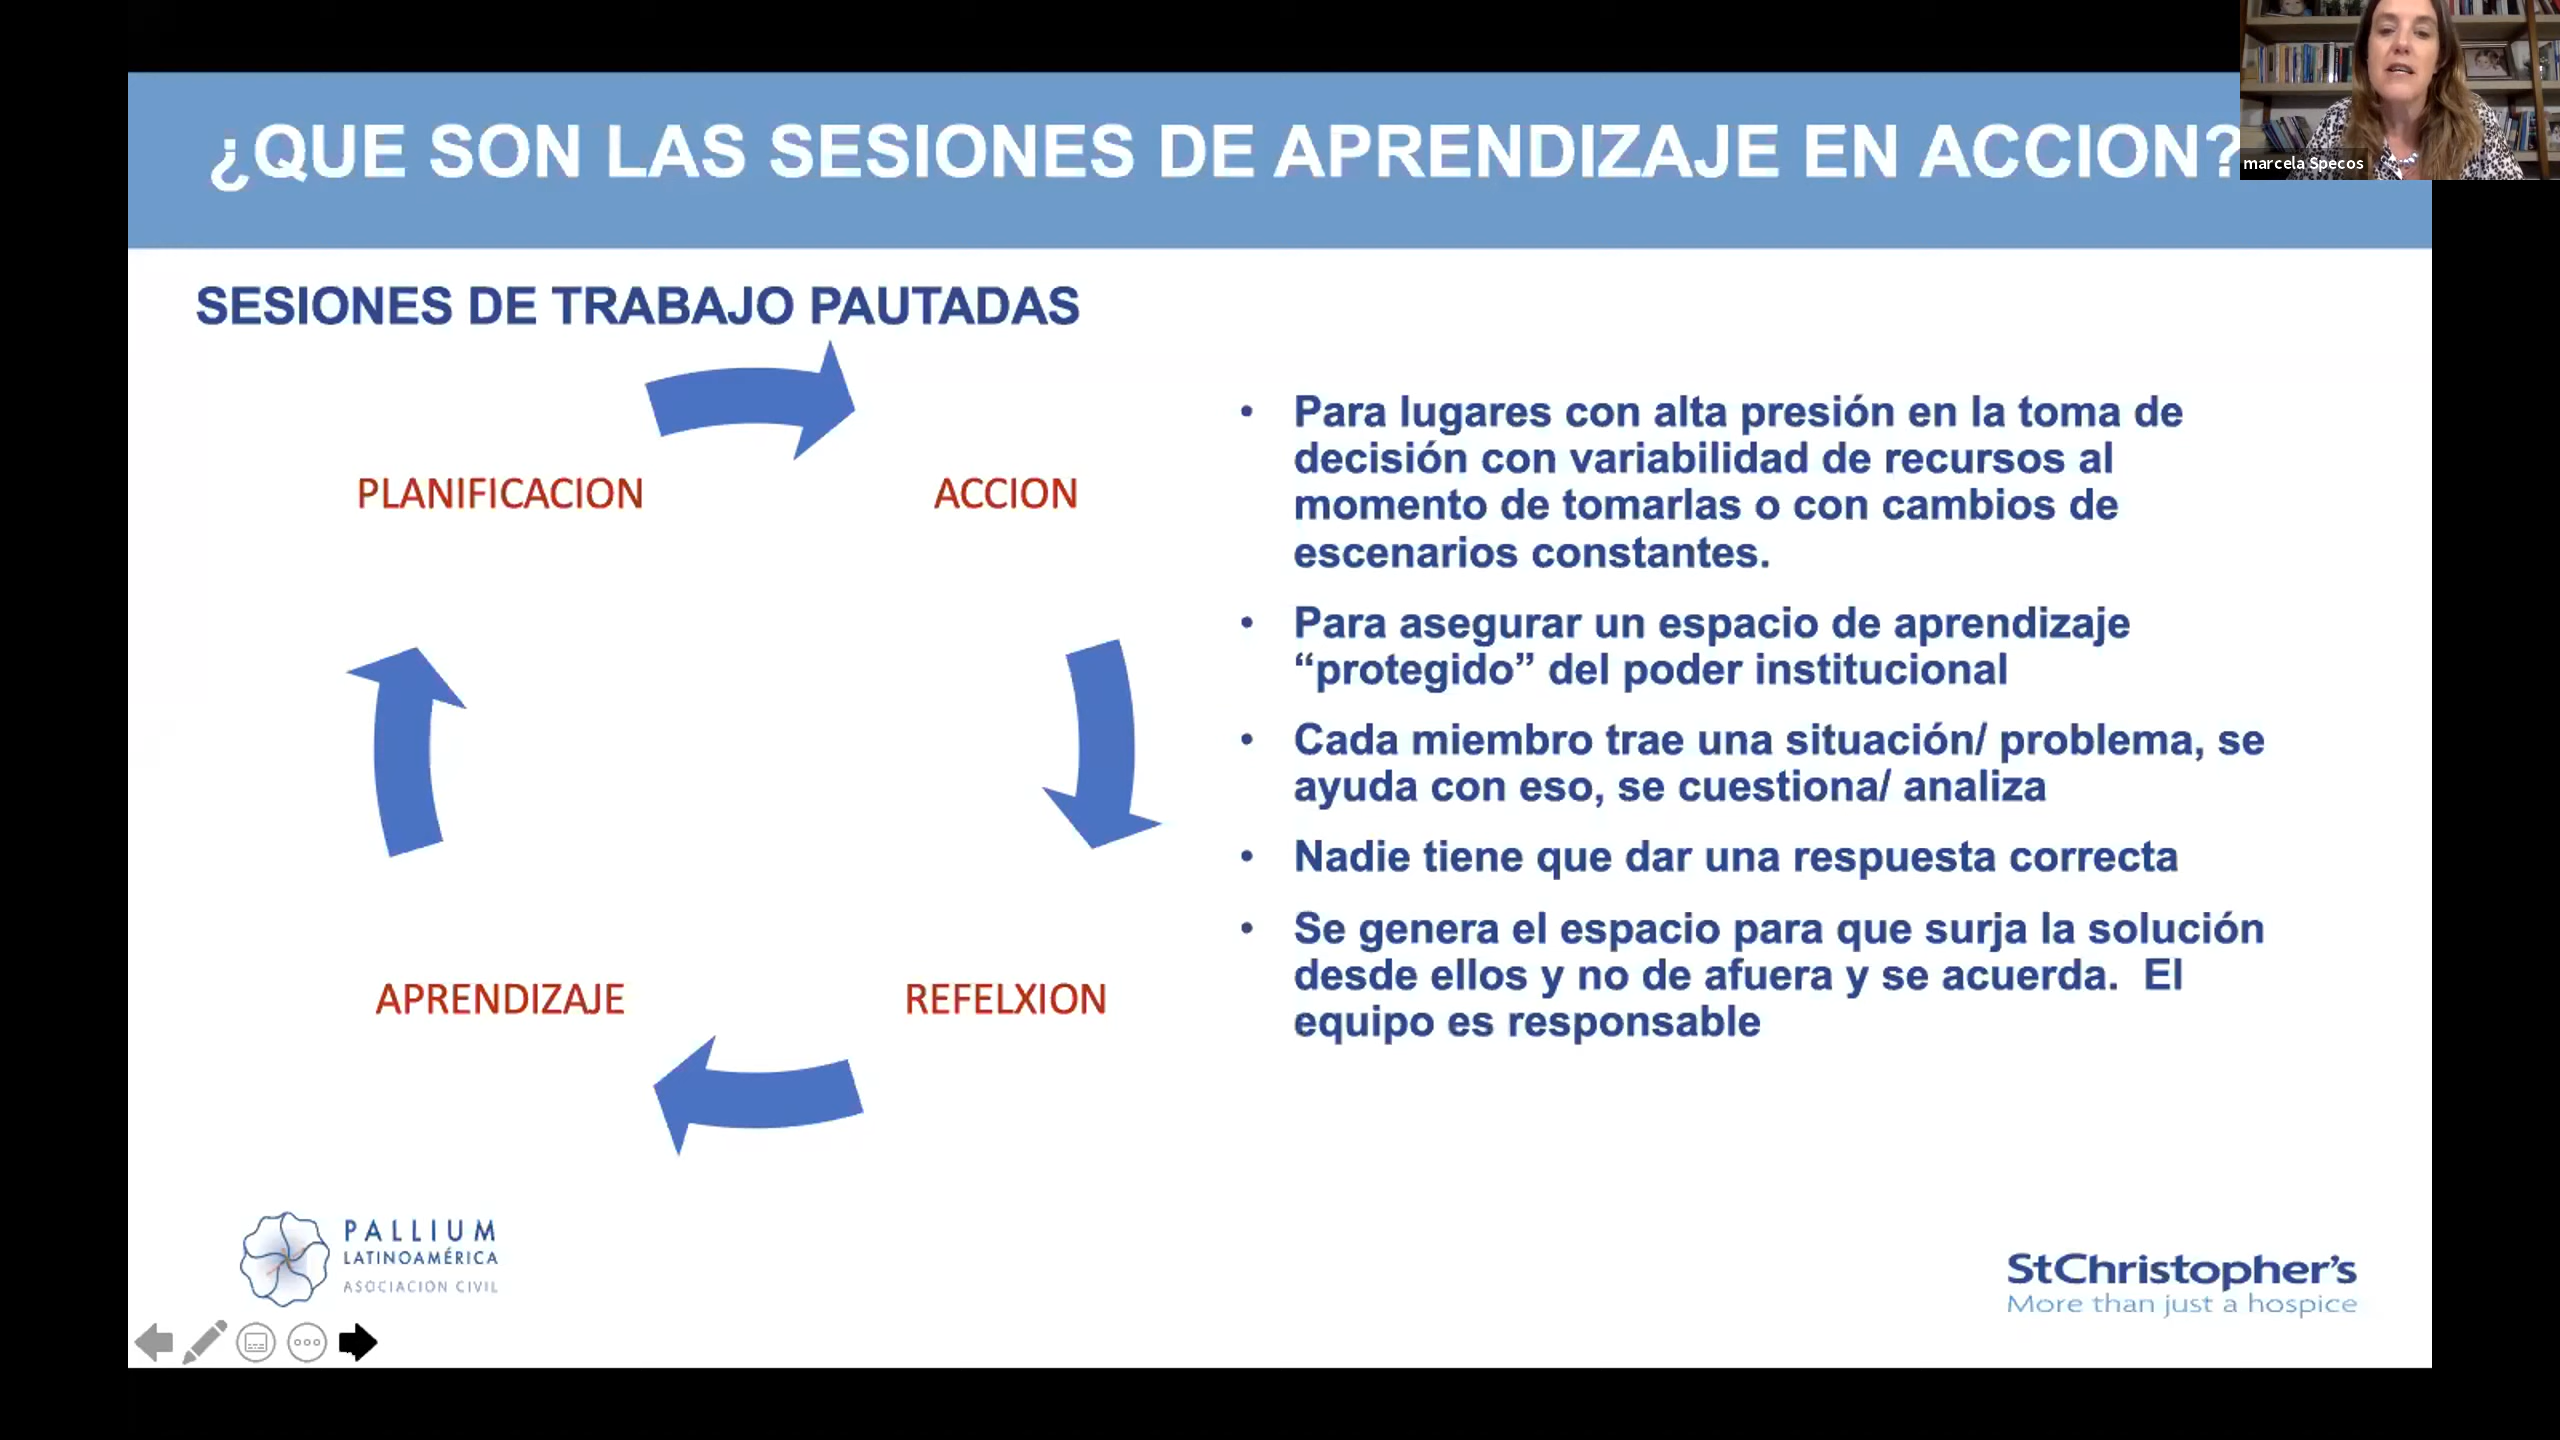 ¿QUE SON LAS SESIONES DE APRENDIZAJE EN ACCION?
marcela Specos
SESIONES DE TRABAJO PAUTADAS
PLANIFICACION
ACCION
APRENDIZAJE
REFELXION
• Para lugares con alta presión en la toma de
decisión con variabilidad de recursos al
momento de tomarlas o con cambios de
escenarios constantes.
• Para asegurar un espacio de aprendizaje
“protegido” del poder institucional
• Cada miembro trae una situación/ problema, se
ayuda con eso, se cuestiona/ analiza
• Nadie tiene que dar una respuesta correcta
• Se genera el espacio para que surja la solución
desde ellos y no de afuera y se acuerda.  El
equipo es responsable
PALLIUM
LATINOAMÉRICA
ASOCIACION CIVIL
StChristopher’s
More than just a hospice